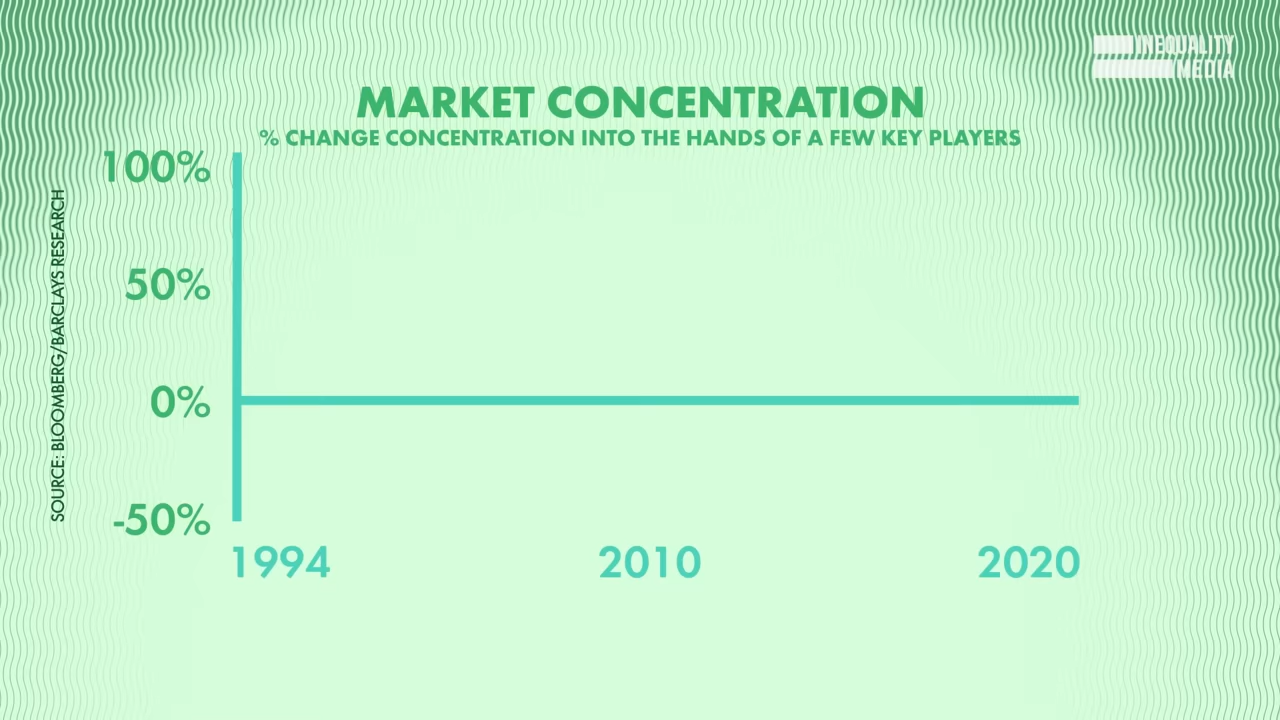 INEQUALITY
MEDIA
MARKET CONCENTRATION
% CHANGE CONCENTRATION INTO THE HANDS OF A FEW KEY PLAYERS
100%
50%
0%
-50%
1994 2010 2020
SOURCE: BLOOMBERG/BARCLAYS RESEARCH